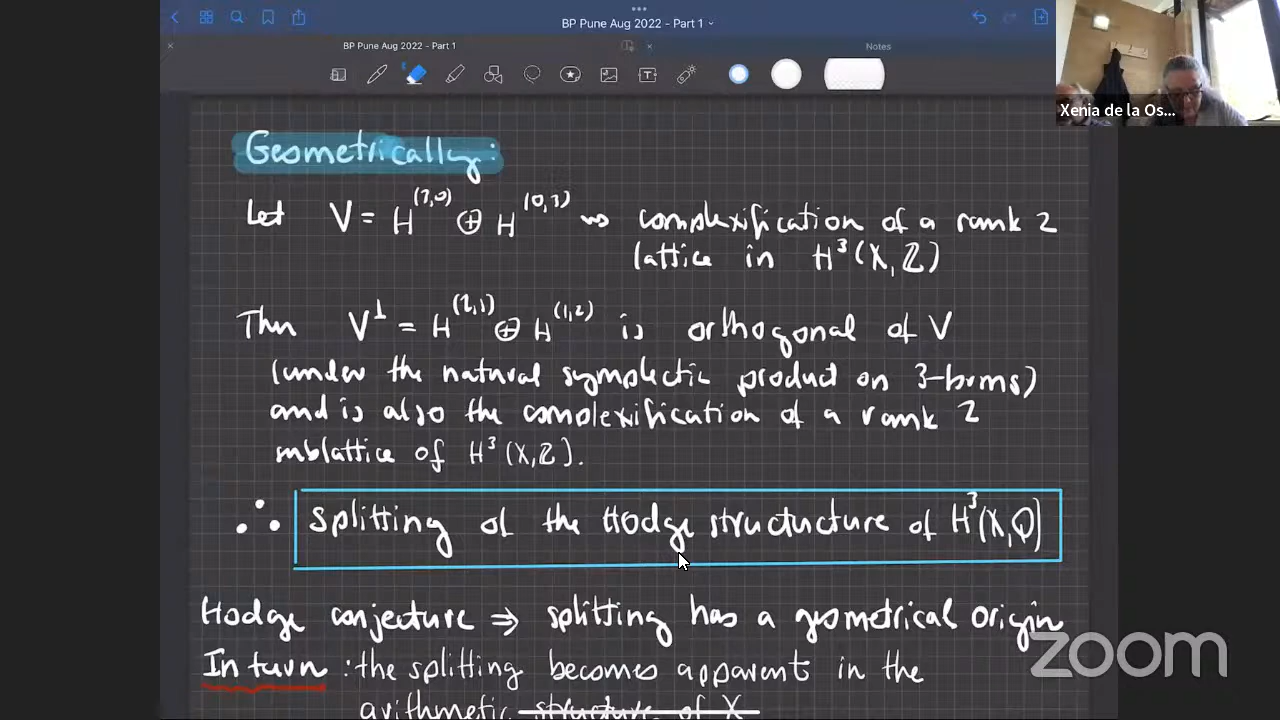 BP Pune Aug 2022 - Part 1
BP Pune Aug 2022 - Part 1
Notes
Xenia de la Os...
Geometrically:
Let V = H^(3,0) ⊕ H^(0,3) ⇝ complexification of a rank 2
lattice in H^3(X, ℤ)
Then V^⊥ = H^(2,1) ⊕ H^(1,2) is orthogonal of V
(under the natural symplectic product on 3-forms)
and is also the complexification of a rank 2
sublattice of H^3(X, ℤ).
∴ Splitting of the Hodge structucture of H^3(X, ℚ)
Hodge conjecture ⇒ splitting has a geometrical origin
In turn : the splitting becomes apparent in the
arithmetic structure of X
zoom